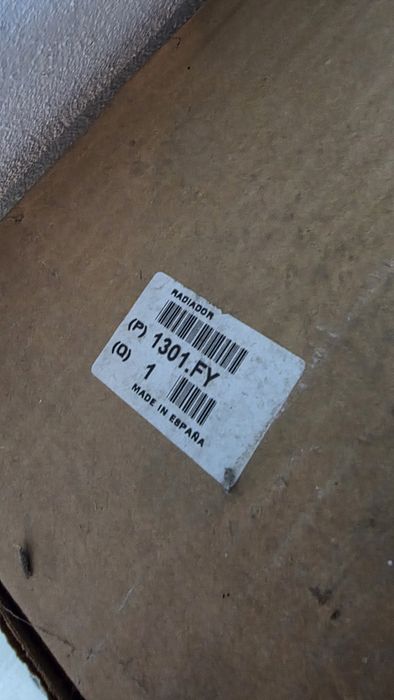 RADIADOR
(P) 1301.FY
(Q) 1
MADE IN ESPAÑA